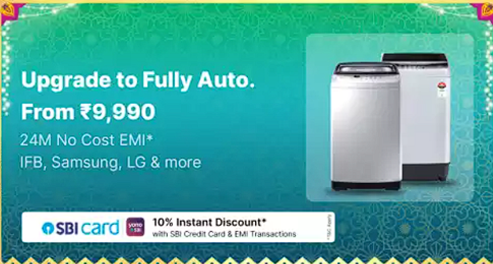 Upgrade to Fully Auto.
From ₹9,990
24M No Cost EMI*
IFB, Samsung, LG & more
SBI card
yono
SBI
10% Instant Discount*
with SBI Credit Card & EMI Transactions
*T&C Apply